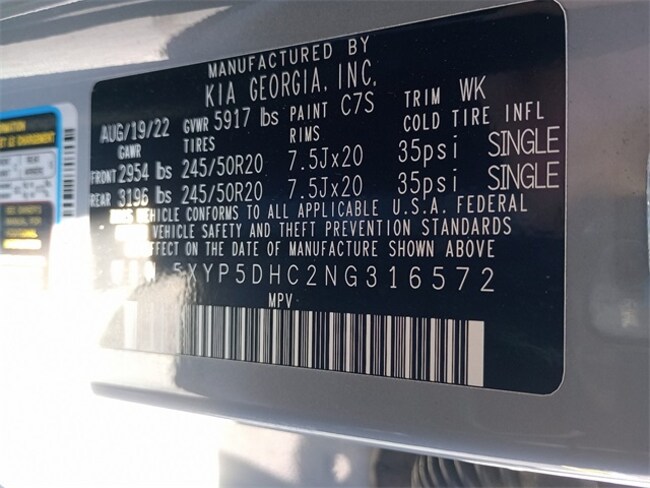 MANUFACTURED BY
KIA GEORGIA, INC.
AUG/19/22 GVWR 5917 lbs PAINT C7S TRIM WK
GAWR TIRES RIMS COLD TIRE INFL
FRONT 2954 lbs 245/50R20 7.5Jx20 35psi SINGLE
REAR 3196 lbs 245/50R20 7.5Jx20 35psi SINGLE
THIS VEHICLE CONFORMS TO ALL APPLICABLE U.S.A. FEDERAL
VEHICLE SAFETY AND THEFT PREVENTION STANDARDS
EFFECT ON THE DATE OF MANUFACTURE SHOWN ABOVE
5XYP5DHC2NG316572
MPV